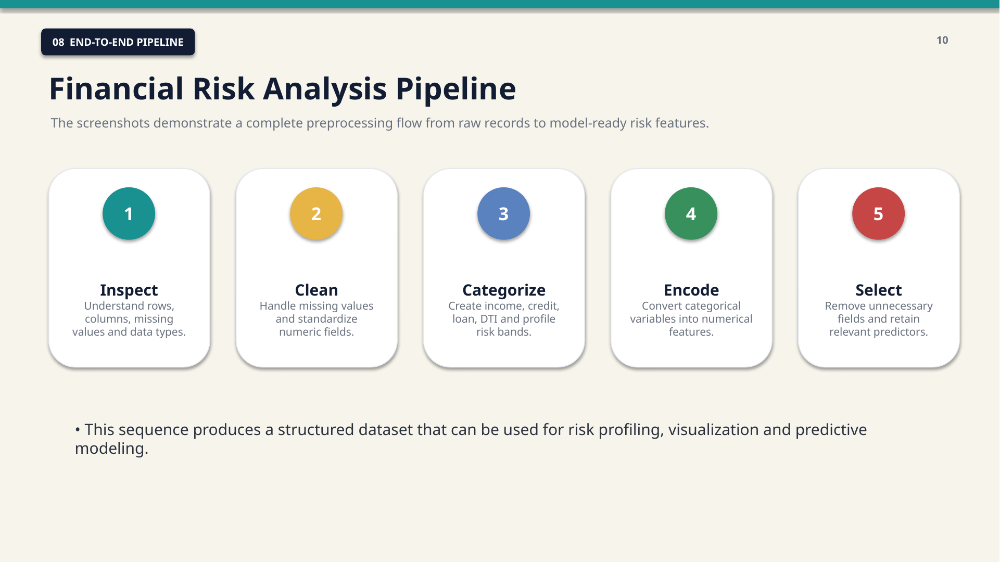 08 END-TO-END PIPELINE
10
Financial Risk Analysis Pipeline
The screenshots demonstrate a complete preprocessing flow from raw records to model-ready risk features.
1
Inspect
Understand rows,
columns, missing
values and data types.
2
Clean
Handle missing values
and standardize
numeric fields.
3
Categorize
Create income, credit,
loan, DTI and profile
risk bands.
4
Encode
Convert categorical
variables into numerical
features.
5
Select
Remove unnecessary
fields and retain
relevant predictors.
• This sequence produces a structured dataset that can be used for risk profiling, visualization and predictive
modeling.